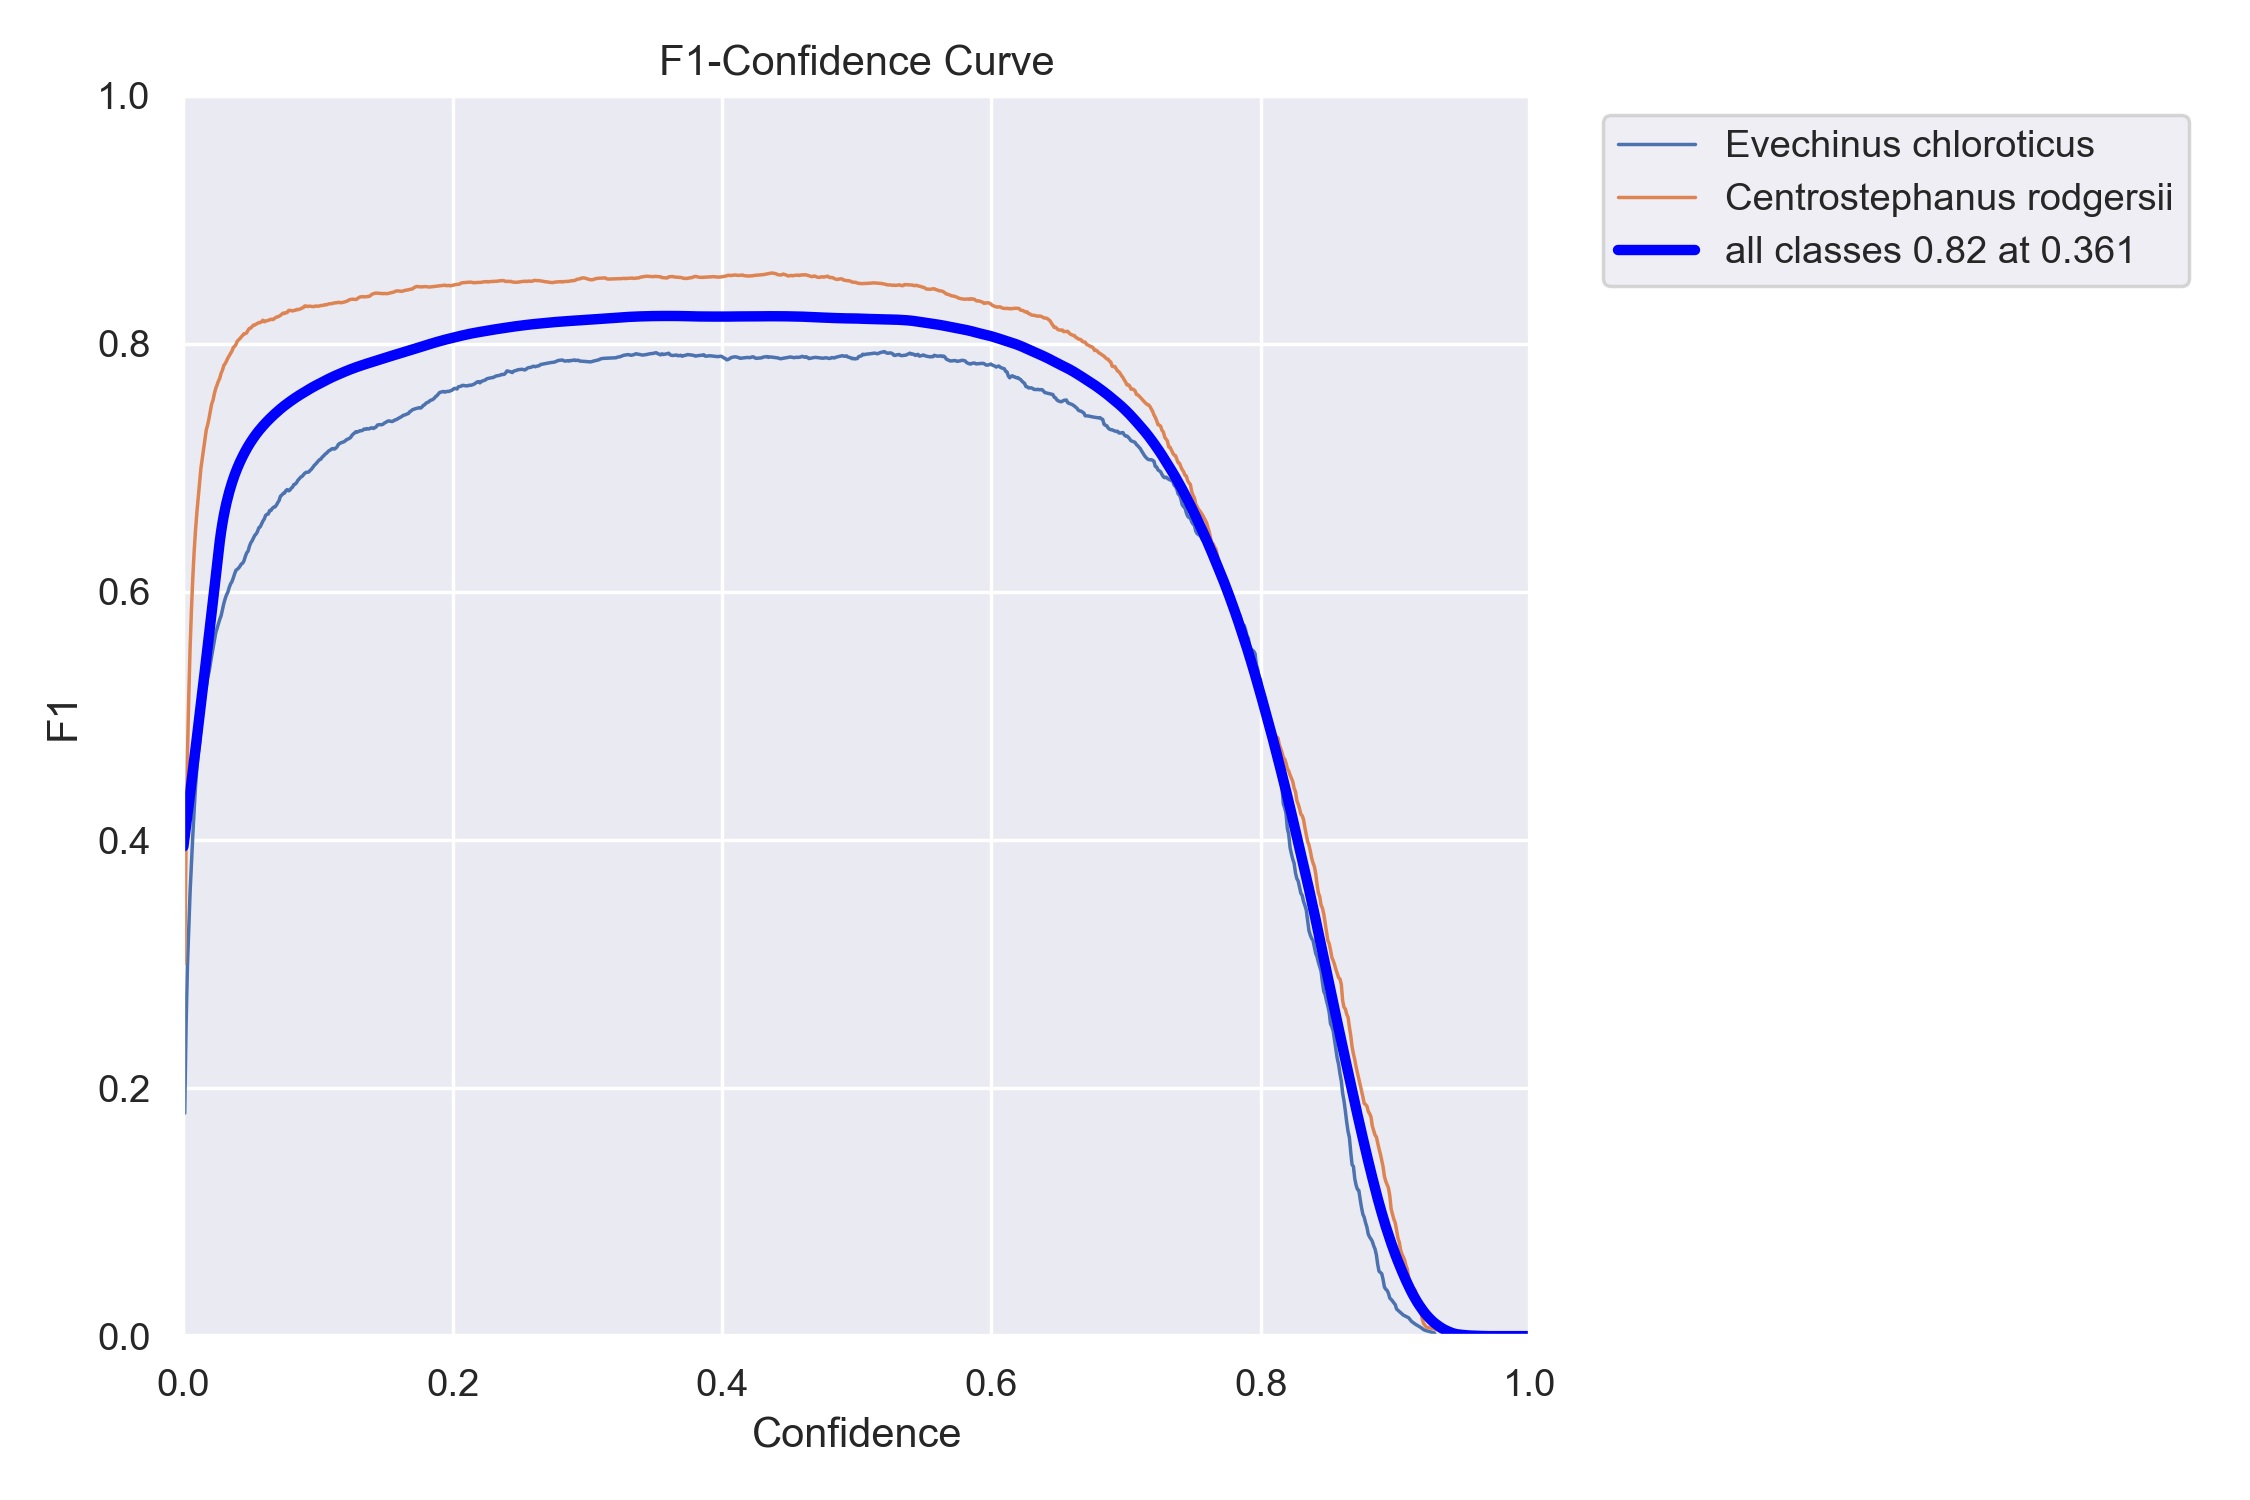 F1-Confidence Curve
1.0
0.8
0.6
0.4
0.2
0.0
F1
0.0 0.2 0.4 0.6 0.8 1.0
Confidence
Evechinus chloroticus
Centrostephanus rodgersii
all classes 0.82 at 0.361